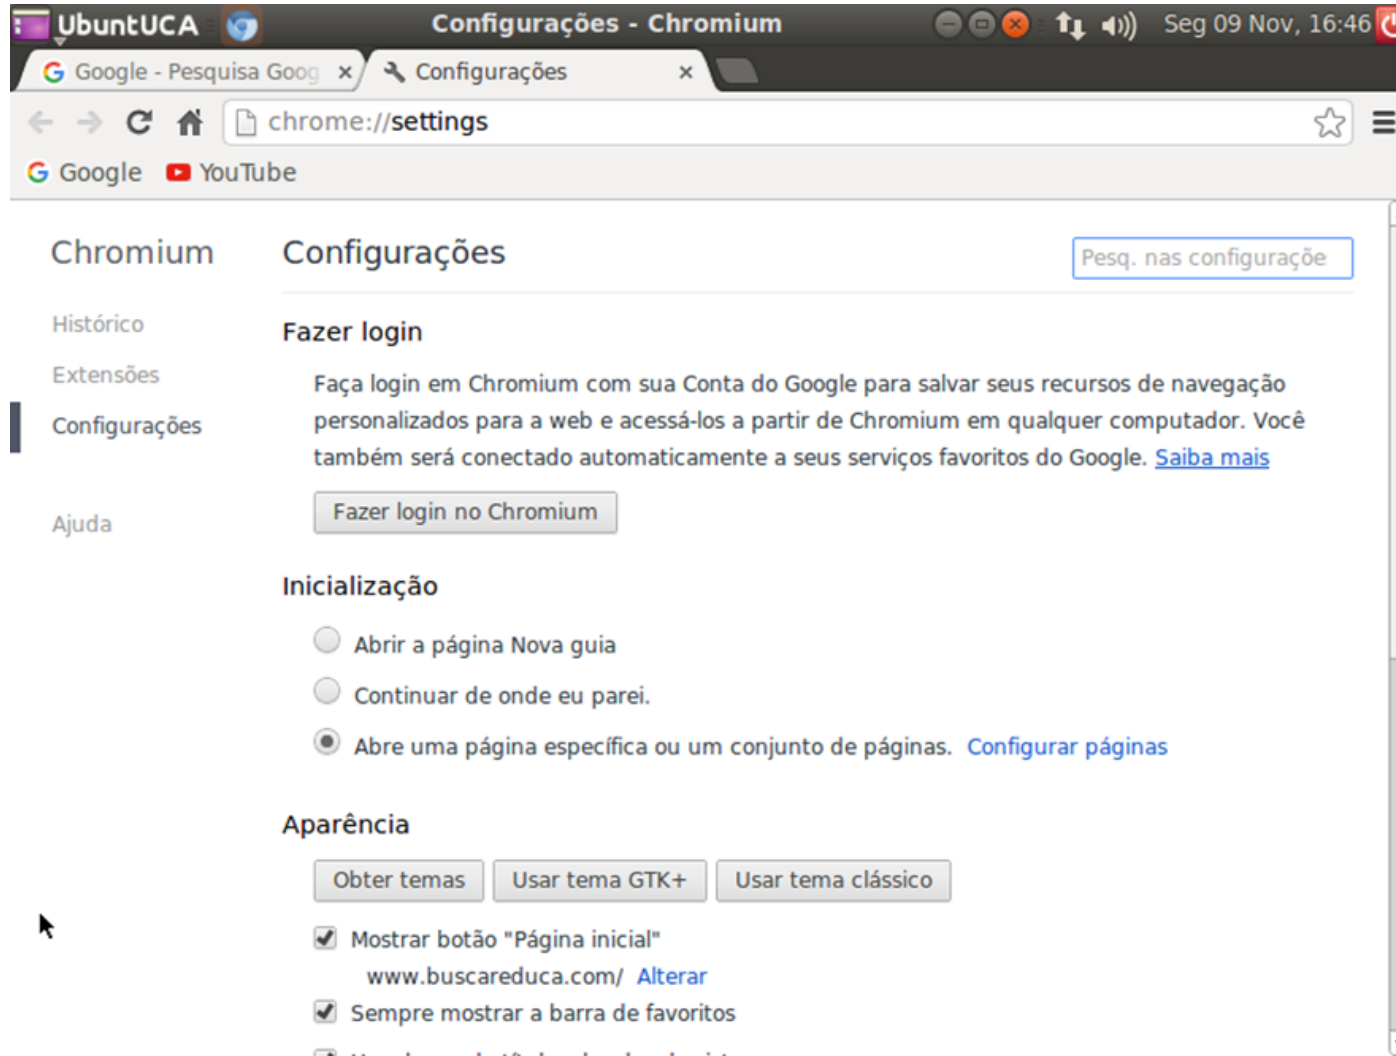 UbuntUCA
Configurações - Chromium
Seg 09 Nov, 16:46
Google - Pesquisa Goog
Configurações
chrome://settings
Google
YouTube
Chromium
Configurações
Pesq. nas configuraçõe
Histórico
Extensões
Configurações
Ajuda
Fazer login
Faça login em Chromium com sua Conta do Google para salvar seus recursos de navegação
personalizados para a web e acessá-los a partir de Chromium em qualquer computador. Você
também será conectado automaticamente a seus serviços favoritos do Google. Saiba mais
Fazer login no Chromium
Inicialização
Abrir a página Nova guia
Continuar de onde eu parei.
Abre uma página específica ou um conjunto de páginas. Configurar páginas
Aparência
Obter temas
Usar tema GTK+
Usar tema clássico
Mostrar botão "Página inicial"
www.buscareduca.com/ Alterar
Sempre mostrar a barra de favoritos